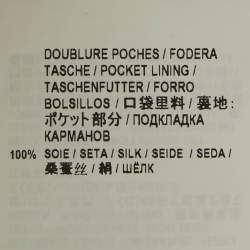 DOUBLURE POCHES / FODERA
TASCHE / POCKET LINING /
TASCHENFUTTER / FORRO
BOLSILLOS / 口袋里料 / 裏地:
ポケット部分 / ПОДКЛАДКА
КАРМАНОВ
100% SOIE / SETA / SILK / SEIDE / SEDA /
桑蚕丝 / 絹 / ШЁЛК